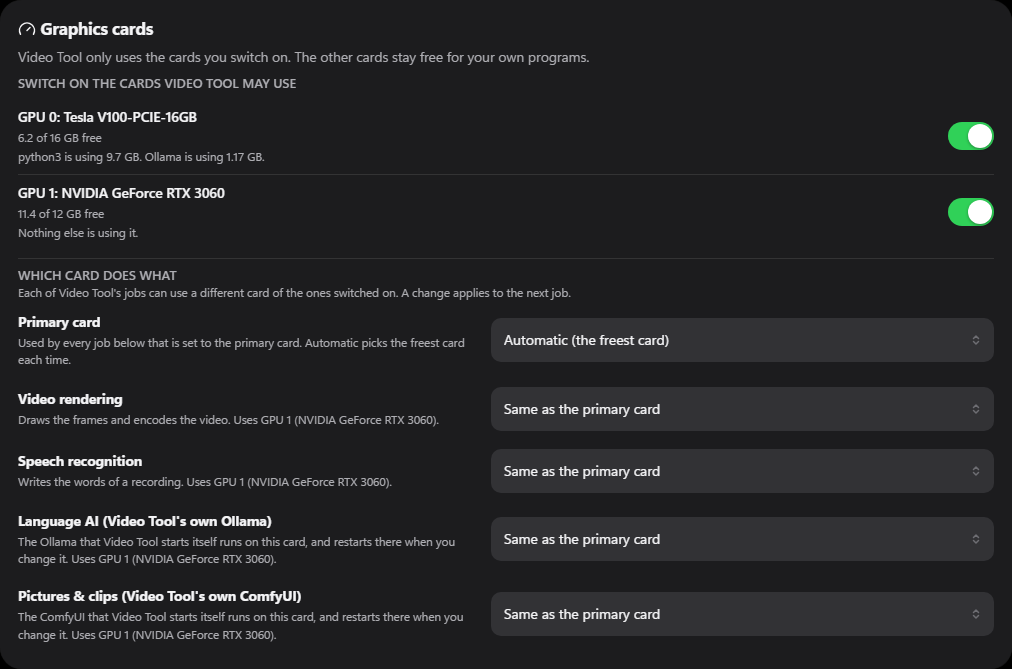 Graphics cards
Video Tool only uses the cards you switch on. The other cards stay free for your own programs.
SWITCH ON THE CARDS VIDEO TOOL MAY USE
GPU 0: Tesla V100-PCIE-16GB
6.2 of 16 GB free
python3 is using 9.7 GB. Ollama is using 1.17 GB.
GPU 1: NVIDIA GeForce RTX 3060
11.4 of 12 GB free
Nothing else is using it.
WHICH CARD DOES WHAT
Each of Video Tool's jobs can use a different card of the ones switched on. A change applies to the next job.
Primary card
Used by every job below that is set to the primary card. Automatic picks the freest card
each time.
Automatic (the freest card)
Video rendering
Draws the frames and encodes the video. Uses GPU 1 (NVIDIA GeForce RTX 3060).
Same as the primary card
Speech recognition
Writes the words of a recording. Uses GPU 1 (NVIDIA GeForce RTX 3060).
Same as the primary card
Language AI (Video Tool's own Ollama)
The Ollama that Video Tool starts itself runs on this card, and restarts there when you
change it. Uses GPU 1 (NVIDIA GeForce RTX 3060).
Same as the primary card
Pictures & clips (Video Tool's own ComfyUI)
The ComfyUI that Video Tool starts itself runs on this card, and restarts there when you
change it. Uses GPU 1 (NVIDIA GeForce RTX 3060).
Same as the primary card